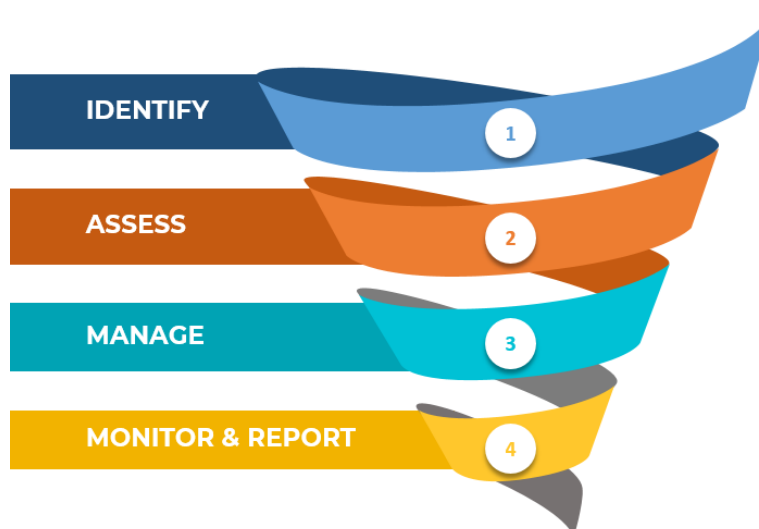 IDENTIFY
1
ASSESS
2
MANAGE
3
MONITOR & REPORT
4